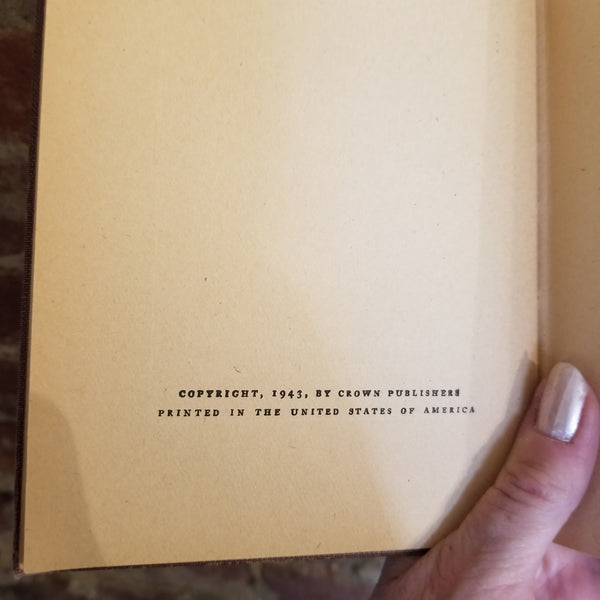 COPYRIGHT, 1943, BY CROWN PUBLISHERS
PRINTED IN THE UNITED STATES OF AMERICA